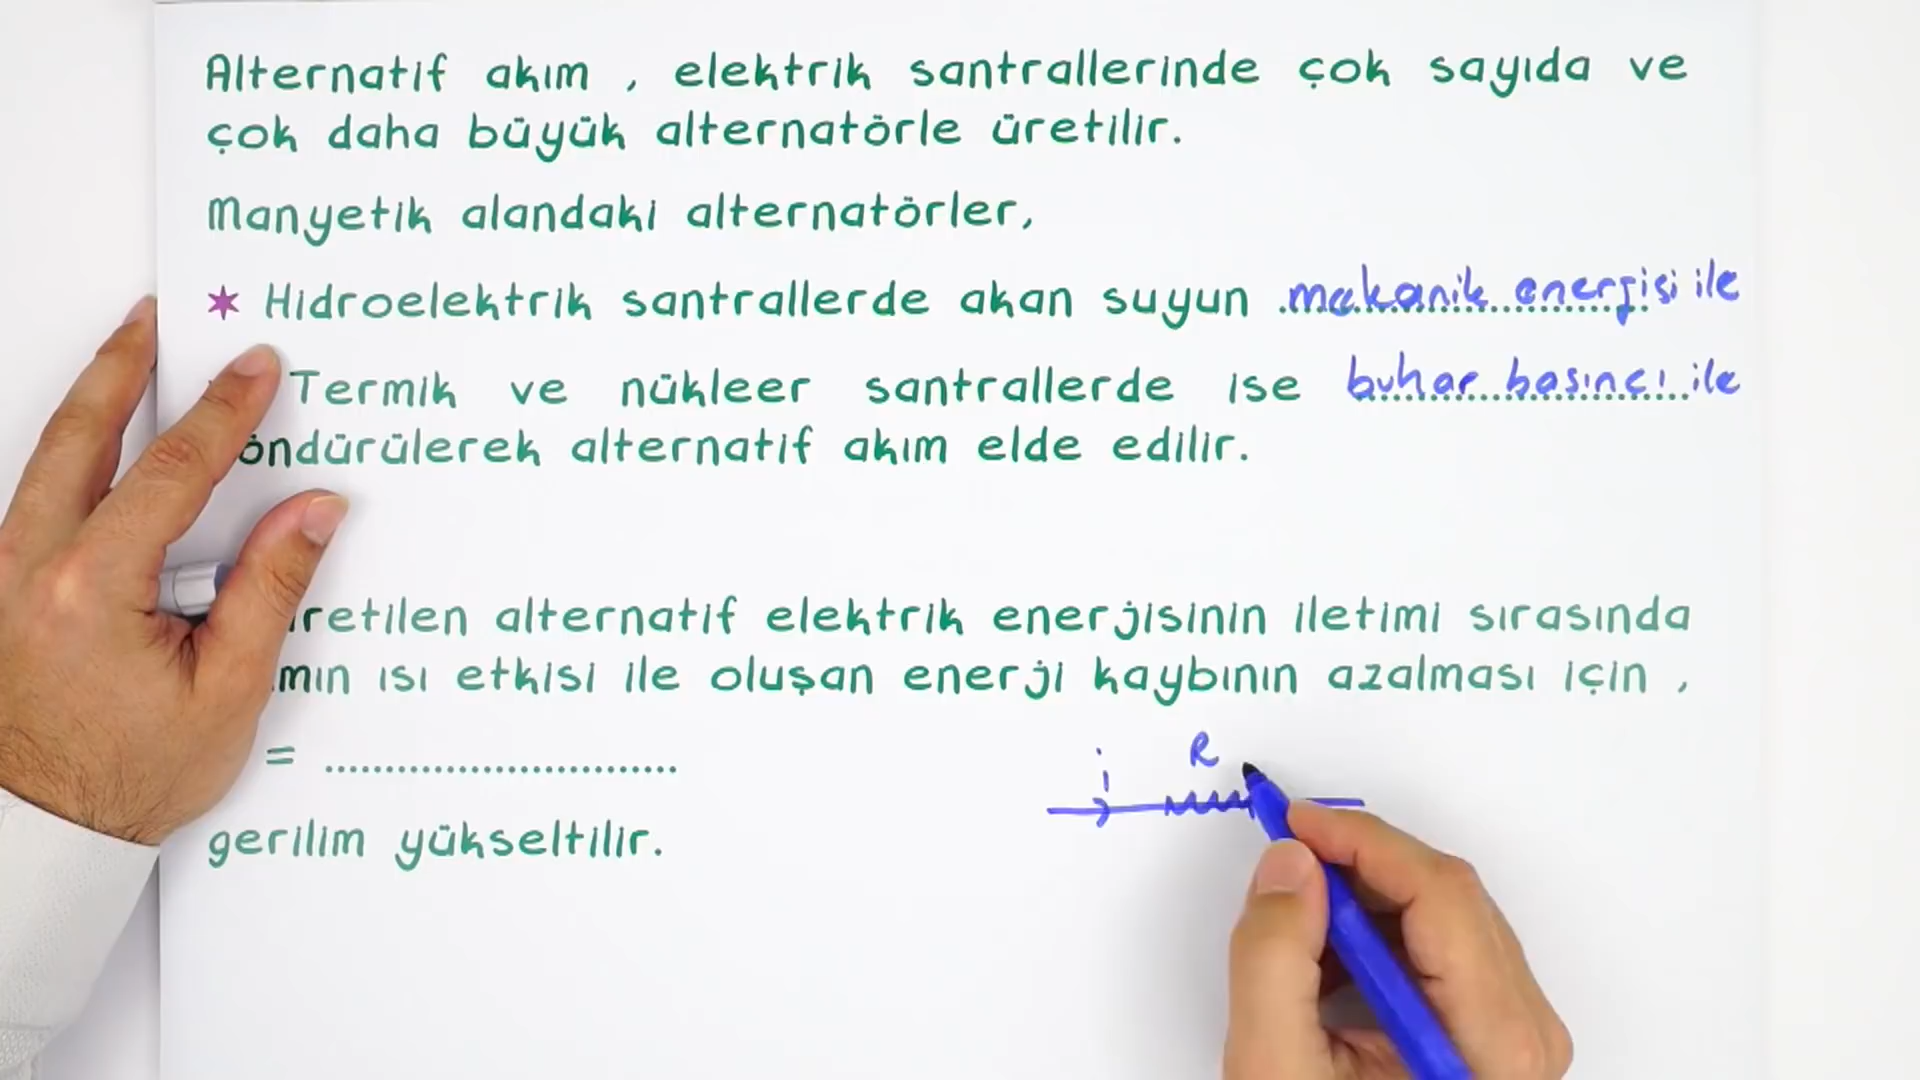 Alternatif akım , elektrik santrallerinde çok sayıda ve
çok daha büyük alternatörle üretilir.
Manyetik alandaki alternatörler,
✶ Hidroelektrik santrallerde akan suyun mekanik enerjisi ile
Termik ve nükleer santrallerde ise buhar basıncı ile
öndürülerek alternatif akım elde edilir.
retilen alternatif elektrik enerjisinin iletimi sırasında
mın ısı etkisi ile oluşan enerji kaybının azalması için ,
= ..............................
i R
gerilim yükseltilir.